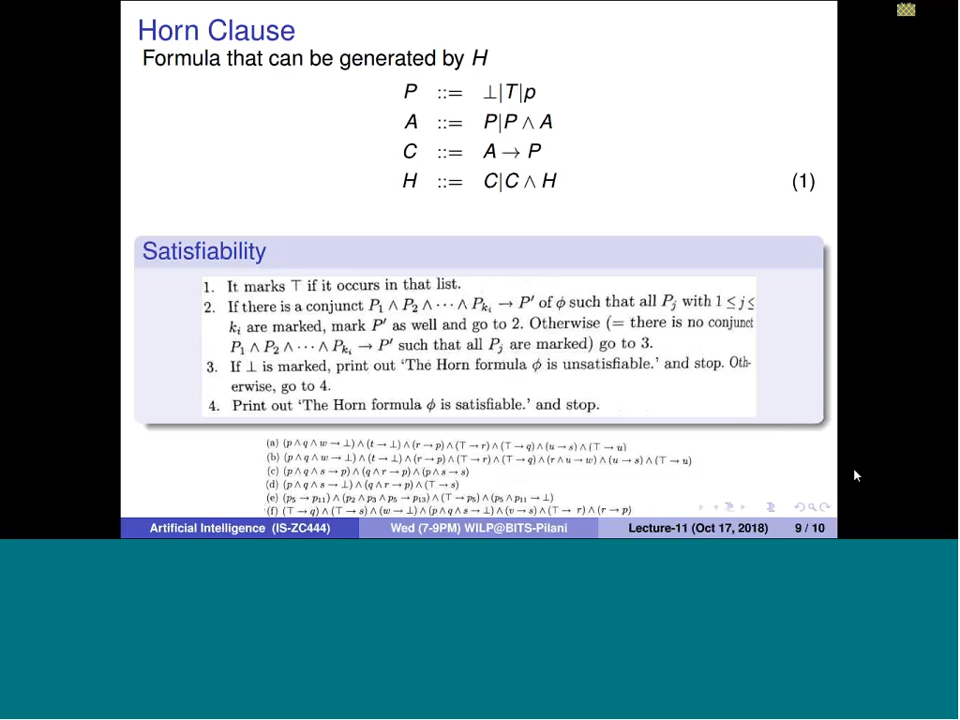 Horn Clause
Formula that can be generated by H
P ::= ⊥|T|p
A ::= P|P ∧ A
C ::= A → P
H ::= C|C ∧ H (1)
Satisfiability
1. It marks ⊤ if it occurs in that list.
2. If there is a conjunct P₁ ∧ P₂ ∧ ··· ∧ Pₖᵢ → P′ of ϕ such that all Pⱼ with 1 ≤ j ≤
kᵢ are marked, mark P′ as well and go to 2. Otherwise (= there is no conjunct
P₁ ∧ P₂ ∧ ··· ∧ Pₖᵢ → P′ such that all Pⱼ are marked) go to 3.
3. If ⊥ is marked, print out ‘The Horn formula ϕ is unsatisfiable.’ and stop. Oth-
erwise, go to 4.
4. Print out ‘The Horn formula ϕ is satisfiable.’ and stop.
(a) (p ∧ q ∧ w → ⊥) ∧ (t → ⊥) ∧ (r → p) ∧ (⊤ → r) ∧ (⊤ → q) ∧ (u → s) ∧ (⊤ → u)
(b) (p ∧ q ∧ w → ⊥) ∧ (t → ⊥) ∧ (r → p) ∧ (⊤ → r) ∧ (⊤ → q) ∧ (r ∧ u → w) ∧ (u → s) ∧ (⊤ → u)
(c) (p ∧ q ∧ s → p) ∧ (q ∧ r → p) ∧ (p ∧ s → s)
(d) (p ∧ q ∧ s → ⊥) ∧ (q ∧ r → p) ∧ (⊤ → s)
(e) (p₅ → p₁₁) ∧ (p₂ ∧ p₃ ∧ p₅ → p₁₃) ∧ (⊤ → p₅) ∧ (p₅ ∧ p₁₁ → ⊥)
(f) (⊤ → q) ∧ (⊤ → s) ∧ (w → ⊥) ∧ (p ∧ q ∧ s → ⊥) ∧ (v → s) ∧ (⊤ → r) ∧ (r → p)
Artificial Intelligence (IS-ZC444) Wed (7-9PM) WILP@BITS-Pilani Lecture-11 (Oct 17, 2018) 9 / 10